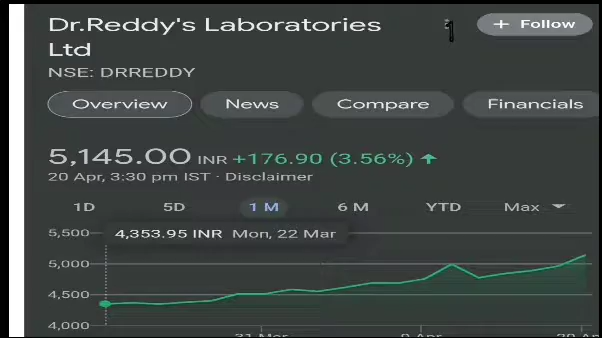 Dr.Reddy's Laboratories
Ltd
+ Follow
NSE: DRREDDY
Overview News Compare Financials
5,145.00 INR +176.90 (3.56%)
20 Apr, 3:30 pm IST · Disclaimer
1D 5D 1 M 6 M YTD Max
4,353.95 INR Mon, 22 Mar
5,500
5,000
4,500
4,000